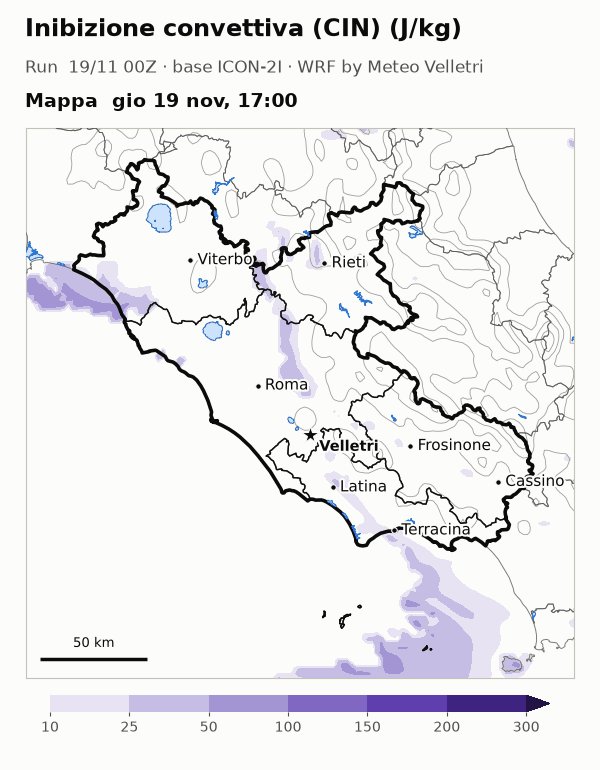 Inibizione convettiva (CIN) (J/kg)
Run  19/11 00Z · base ICON-2I · WRF by Meteo Velletri
Mappa  gio 19 nov, 17:00
Viterbo
Rieti
Roma
Velletri
Frosinone
Latina
Cassino
Terracina
50 km
10 25 50 100 150 200 300